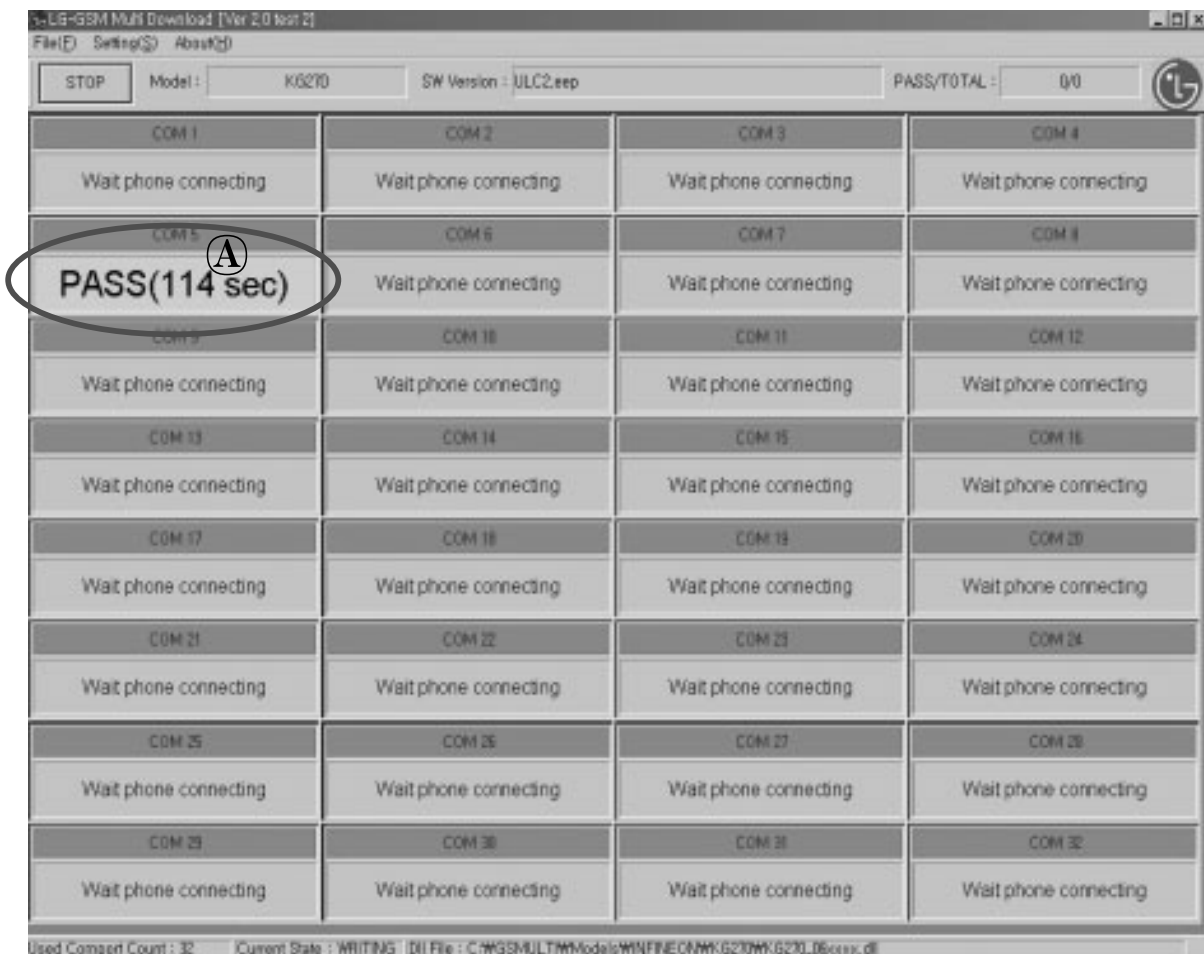 LG-GSM Multi Download [Ver 2,0 test 2]
File(F) Setting(S) About(H)
STOP Model : KG270 SW Version : ULC2,eep PASS/TOTAL : 0/0
COM 1 COM 2 COM 3 COM 4
Wait phone connecting Wait phone connecting Wait phone connecting Wait phone connecting
COM 5 COM 6 COM 7 COM 8
Ⓐ
PASS(114 sec) Wait phone connecting Wait phone connecting Wait phone connecting
COM 9 COM 10 COM 11 COM 12
Wait phone connecting Wait phone connecting Wait phone connecting Wait phone connecting
COM 13 COM 14 COM 15 COM 16
Wait phone connecting Wait phone connecting Wait phone connecting Wait phone connecting
COM 17 COM 18 COM 19 COM 20
Wait phone connecting Wait phone connecting Wait phone connecting Wait phone connecting
COM 21 COM 22 COM 23 COM 24
Wait phone connecting Wait phone connecting Wait phone connecting Wait phone connecting
COM 25 COM 26 COM 27 COM 28
Wait phone connecting Wait phone connecting Wait phone connecting Wait phone connecting
COM 29 COM 30 COM 31 COM 32
Wait phone connecting Wait phone connecting Wait phone connecting Wait phone connecting
Used Comport Count : 32 Current State : WRITING Dll File :